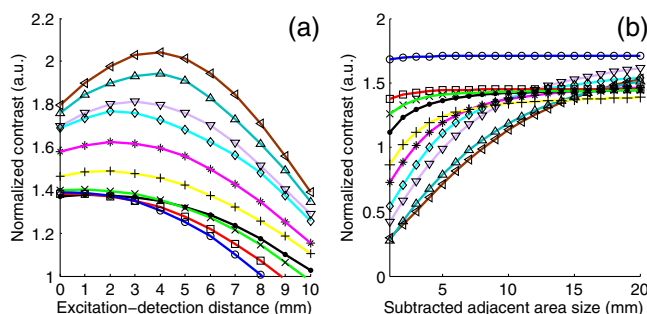 (a)
2.2
2
1.8
1.6
1.4
1.2
1
Normalized contrast (a.u.)
0 1 2 3 4 5 6 7 8 9 10
Excitation−detection distance (mm)
(b)
2
1.5
1
0.5
0
Normalized contrast (a.u.)
5 10 15 20
Subtracted adjacent area size (mm)